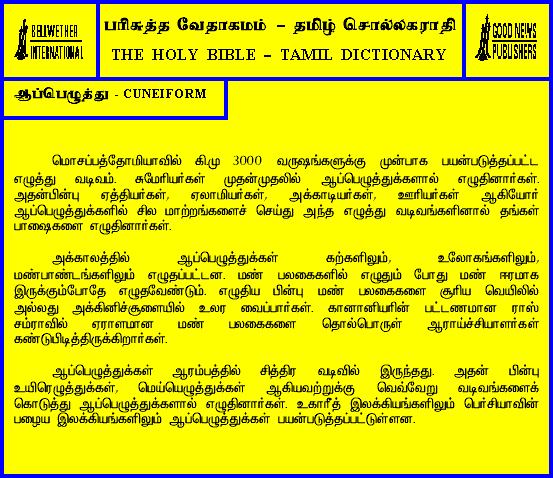 BELLWETHER
INTERNATIONAL
பரிசுத்த வேதாகமம் – தமிழ் சொல்லகராதி
THE HOLY BIBLE – TAMIL DICTIONARY
GOOD NEWS
PUBLISHERS
ஆப்பெழுத்து - CUNEIFORM
மொசப்பத்தோமியாவில் கிமு 3000 வருஷங்களுக்கு முன்பாக பயன்படுத்தப்பட்ட
எழுத்து வடிவம். சுமேரியர்கள் முதன்முதலில் ஆப்பெழுத்துக்களால் எழுதினார்கள்.
அதன்பின்பு ஏத்தியர்கள், ஏலாமியர்கள், அக்காடியர்கள், ஊரியர்கள் ஆகியோர்
ஆப்பெழுத்துக்களில் சில மாற்றங்களைச் செய்து அந்த எழுத்து வடிவங்களினால் தங்கள்
பாஷைகளை எழுதினார்கள்.
அக்காலத்தில் ஆப்பெழுத்துக்கள் கற்களிலும், உலோகங்களிலும்,
மண்பாண்டங்களிலும் எழுதப்பட்டன. மண் பலகைகளில் எழுதும் போது மண் ஈரமாக
இருக்கும்போதே எழுதவேண்டும். எழுதிய பின்பு மண் பலகைகளை சூரிய வெயிலில்
அல்லது அக்கினிச்சூளையில் உலர வைப்பார்கள். கானானியரின் பட்டணமான ராஸ்
சம்ராவில் ஏராளமான மண் பலகைகளை தொல்பொருள் ஆராய்ச்சியாளர்கள்
கண்டுபிடித்திருக்கிறார்கள்.
ஆப்பெழுத்துக்கள் ஆரம்பத்தில் சித்திர வடிவில் இருந்தது. அதன் பின்பு
உயிரெழுத்துக்கள், மெய்யெழுத்துக்கள் ஆகியவற்றுக்கு வெவ்வேறு வடிவங்களைக்
கொடுத்து ஆப்பெழுத்துக்களால் எழுதினார்கள். உகாரீத் இலக்கியங்களிலும் பெர்சியாவின்
பழைய இலக்கியங்களிலும் ஆப்பெழுத்துக்கள் பயன்படுத்தப்பட்டுள்ளன.